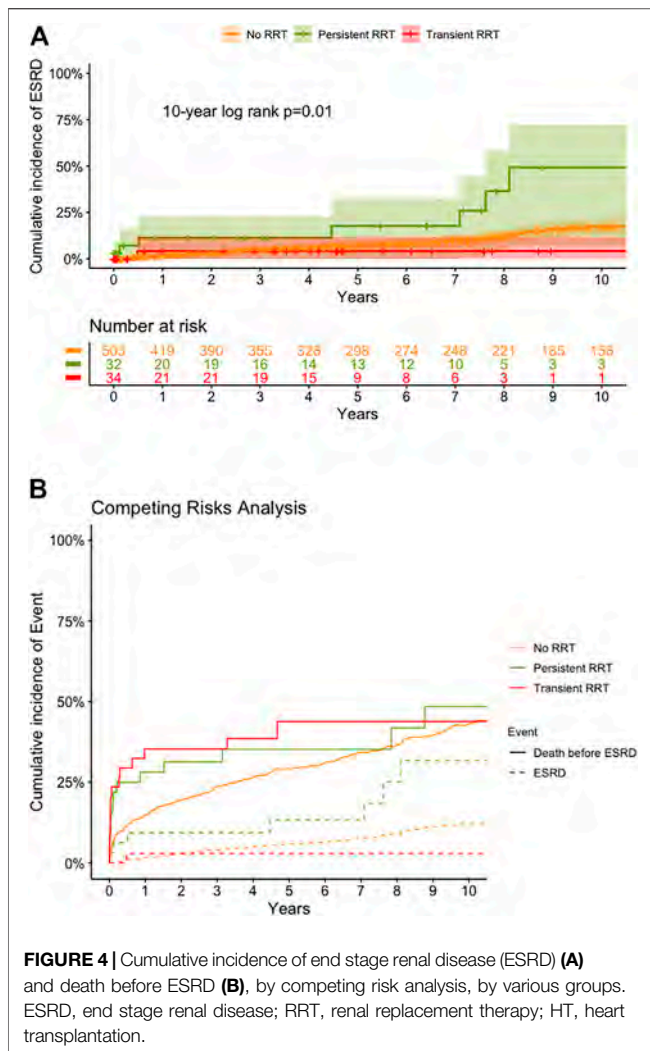 A
No RRT Persistent RRT Transient RRT
100%
75%
50%
25%
0%
Cumulative incidence of ESRD
10-year log rank p=0.01
0 1 2 3 4 5 6 7 8 9 10
Years
Number at risk
503 419 390 355 328 298 274 248 221 185 158
32 20 19 16 14 13 12 10 5 3 3
34 21 21 19 15 9 8 6 3 1 1
0 1 2 3 4 5 6 7 8 9 10
Years
B
Competing Risks Analysis
100%
75%
50%
25%
0%
Cumulative incidence of Event
0 1 2 3 4 5 6 7 8 9 10
Years
No RRT
Persistent RRT
Transient RRT
Event
Death before ESRD
ESRD
FIGURE 4 | Cumulative incidence of end stage renal disease (ESRD) (A)
and death before ESRD (B), by competing risk analysis, by various groups.
ESRD, end stage renal disease; RRT, renal replacement therapy; HT, heart
transplantation.